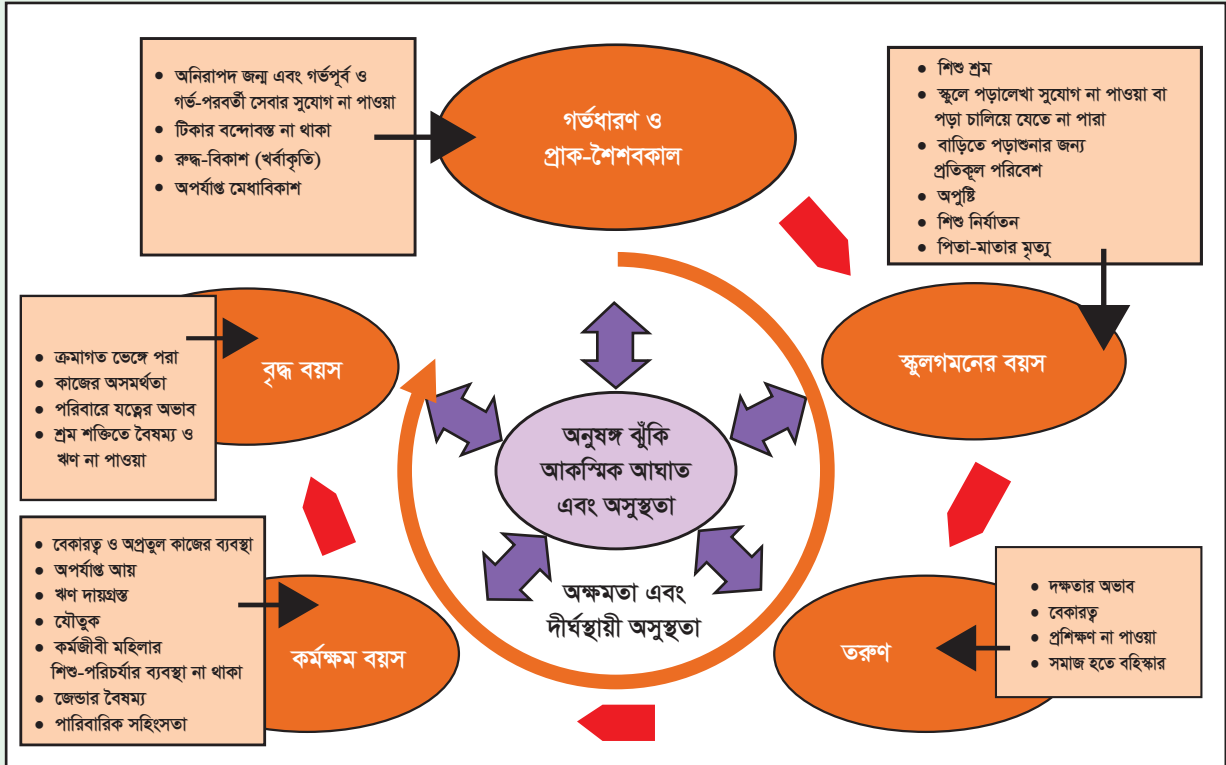 • অনিরাপদ জন্ম এবং গর্ভপূর্ব ও
গর্ভ-পরবর্তী সেবার সুযোগ না পাওয়া
• টিকার বন্দোবস্ত না থাকা
• রুদ্ধ-বিকাশ (খর্বাকৃতি)
• অপর্যাপ্ত মেধাবিকাশ
গর্ভধারণ ও
প্রাক-শৈশবকাল
• শিশু শ্রম
• স্কুলে পড়ালেখা সুযোগ না পাওয়া বা
পড়া চালিয়ে যেতে না পারা
• বাড়িতে পড়াশুনার জন্য
প্রতিকূল পরিবেশ
• অপুষ্টি
• শিশু নির্যাতন
• পিতা-মাতার মৃত্যু
স্কুলগমনের বয়স
• ক্রমাগত ভেঙ্গে পরা
• কাজের অসমর্থতা
• পরিবারে যত্নের অভাব
• শ্রম শক্তিতে বৈষম্য ও
ঋণ না পাওয়া
বৃদ্ধ বয়স
অনুষঙ্গ ঝুঁকি
আকস্মিক আঘাত
এবং অসুস্থতা
অক্ষমতা এবং
দীর্ঘস্থায়ী অসুস্থতা
• বেকারত্ব ও অপ্রতুল কাজের ব্যবস্থা
• অপর্যাপ্ত আয়
• ঋণ দায়গ্রস্ত
• যৌতুক
• কর্মজীবী মহিলার
শিশু-পরিচর্যার ব্যবস্থা না থাকা
• জেন্ডার বৈষম্য
• পারিবারিক সহিংসতা
কর্মক্ষম বয়স
তরুণ
• দক্ষতার অভাব
• বেকারত্ব
• প্রশিক্ষণ না পাওয়া
• সমাজ হতে বহিস্কার